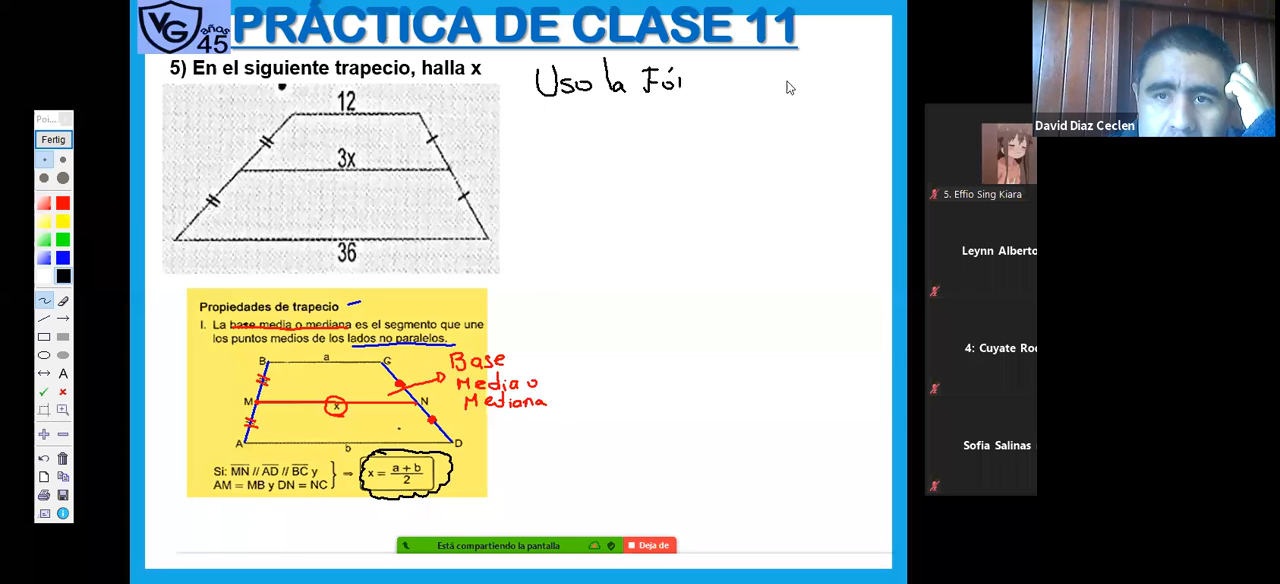 VG
años
45
PRÁCTICA DE CLASE 11
5) En el siguiente trapecio, halla x
Uso la Fó
12
3x
36
Poi...
Fertig
A
Propiedades de trapecio
I. La base media o mediana es el segmento que une
los puntos medios de los lados no paralelos.
B a C
M x N
A b D
Base
Media o
Mediana
Si: MN // AD // BC y
AM = MB y DN = NC
⇒ x = a + b
2
Está compartiendo la pantalla
Deja de
David Diaz Ceclen
5. Effio Sing Kiara
Leynn Alberto
4: Cuyate Ro
Sofia Salinas